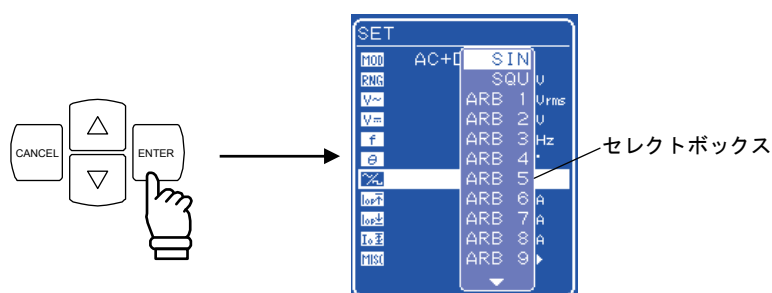 CANCEL
ENTER
SET
MOD AC+D SIN
RNG SQU V
V~ ARB 1 Vrms
V⎓ ARB 2 V
f ARB 3 Hz
θ ARB 4 °
ARB 5
ARB 6 A
ARB 7 A
ARB 8 A
MISC ARB 9
セレクトボックス